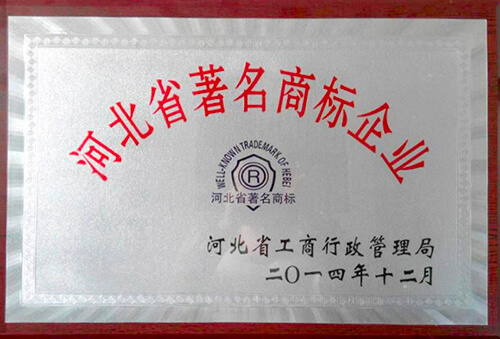 河北省著名商标企业
WELL-KNOWN TRADEMARK OF HEBEI
R
河北省著名商标
河北省工商行政管理局
二〇一四年十二月